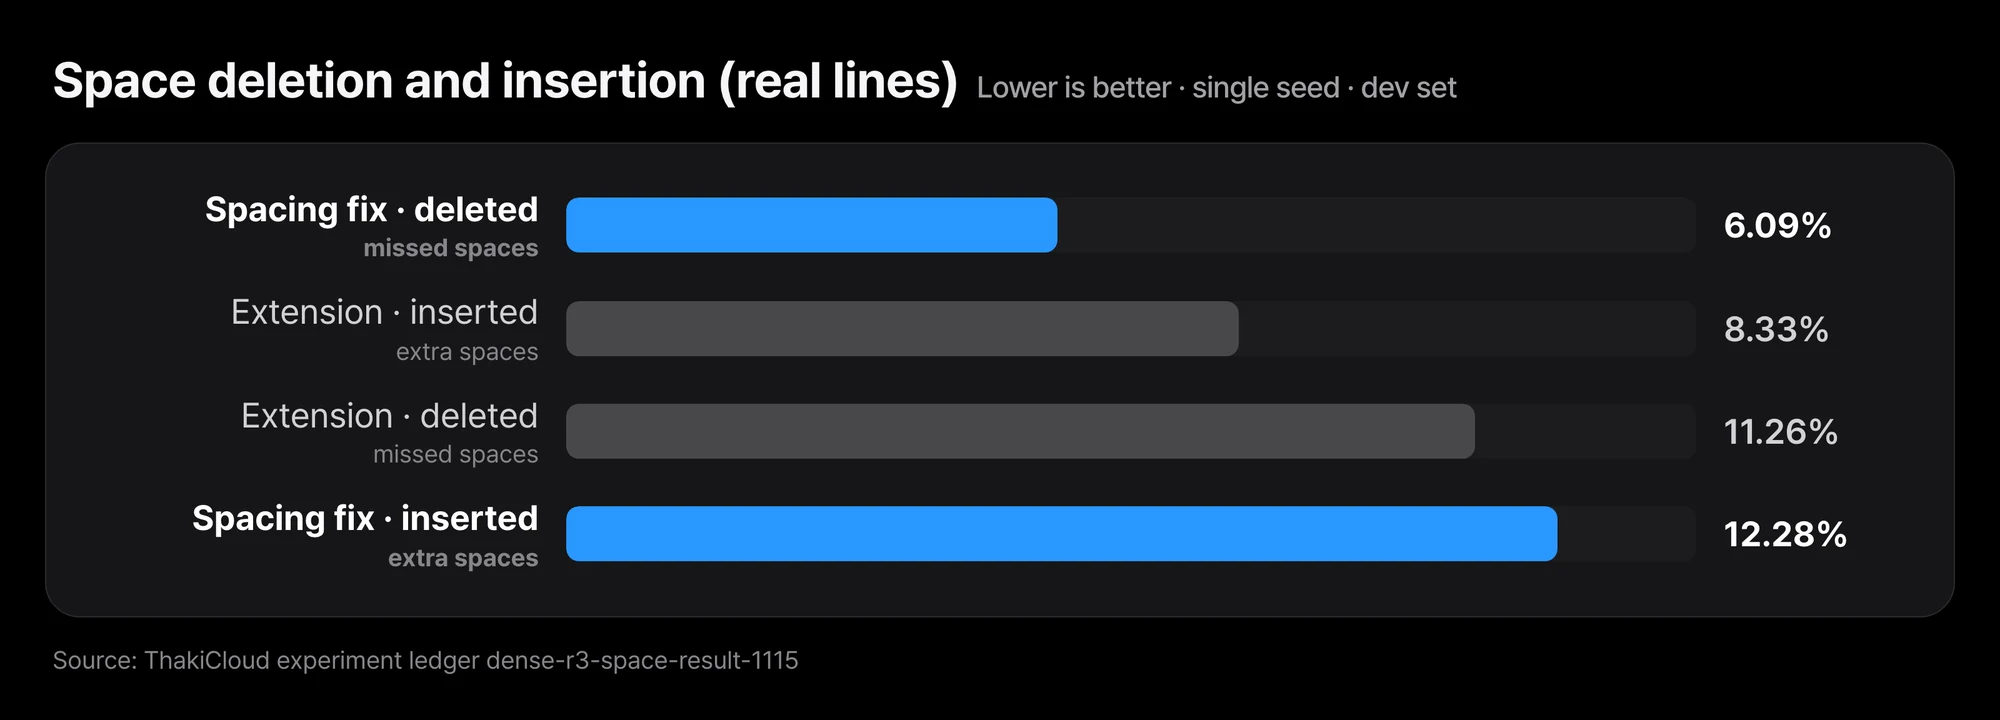 Space deletion and insertion (real lines) Lower is better · single seed · dev set
Spacing fix · deleted
missed spaces
6.09%
Extension · inserted
extra spaces
8.33%
Extension · deleted
missed spaces
11.26%
Spacing fix · inserted
extra spaces
12.28%
Source: ThakiCloud experiment ledger dense-r3-space-result-1115